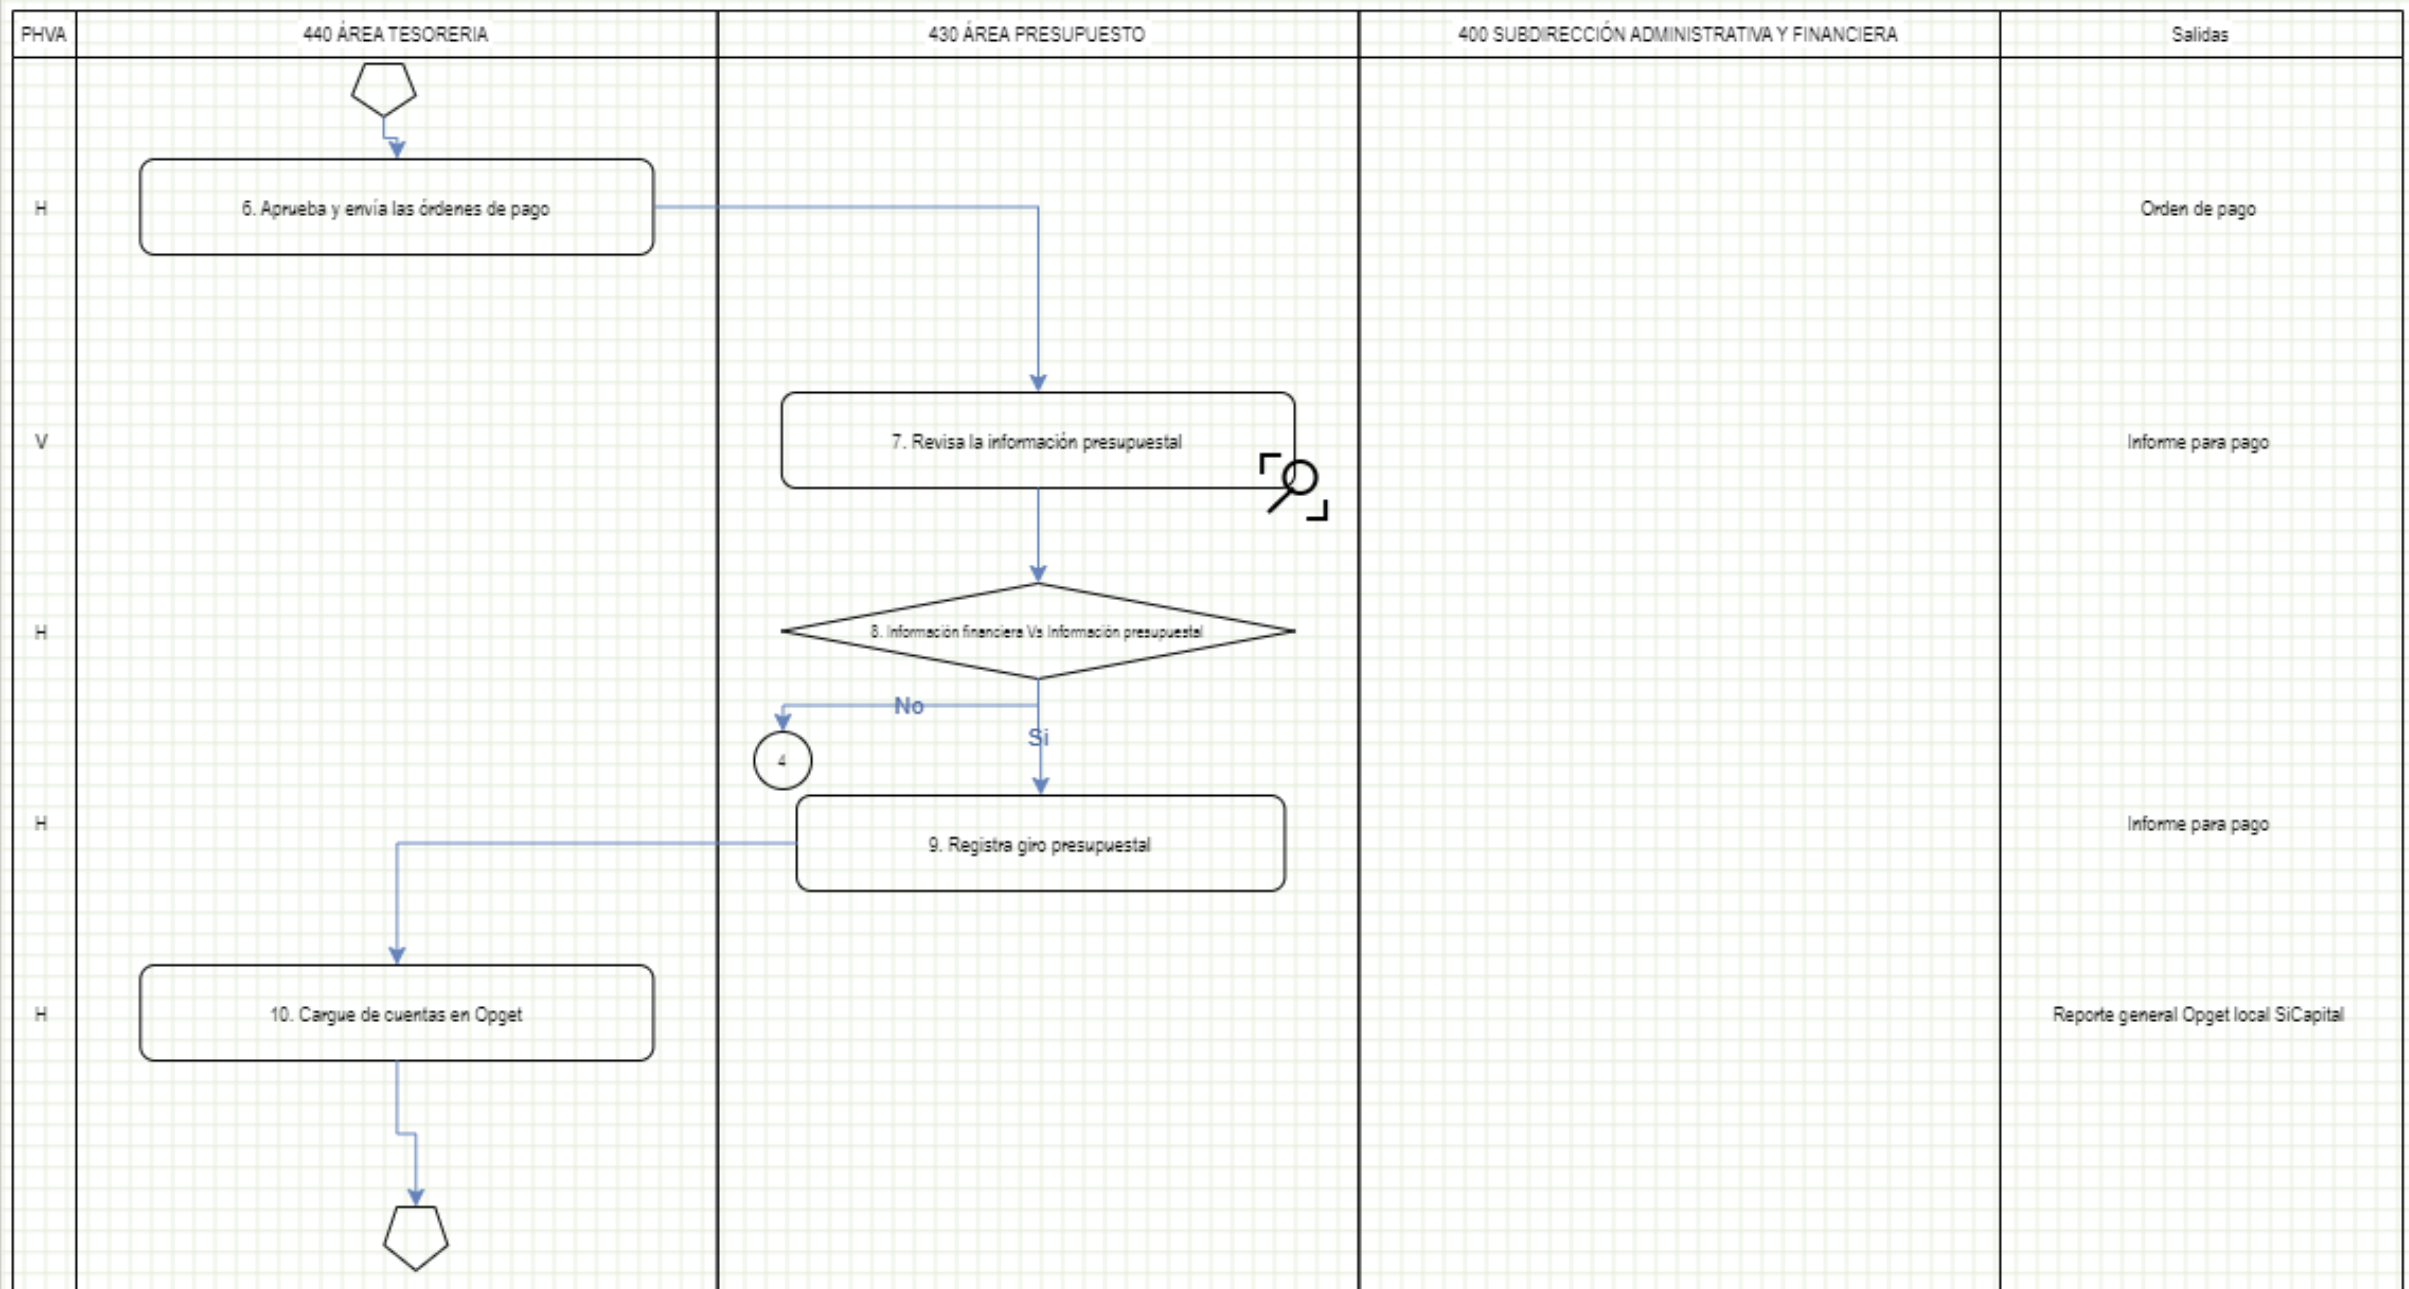 PHVA
440 ÁREA TESORERIA
430 ÁREA PRESUPUESTO
400 SUBDIRECCIÓN ADMINISTRATIVA Y FINANCIERA
Salidas
H
6. Aprueba y envía las órdenes de pago
Orden de pago
V
7. Revisa la información presupuestal
Informe para pago
H
8. Información financiera Vs Información presupuestal
No
Si
4
H
9. Registra giro presupuestal
Informe para pago
H
10. Cargue de cuentas en Opget
Reporte general Opget local SiCapital